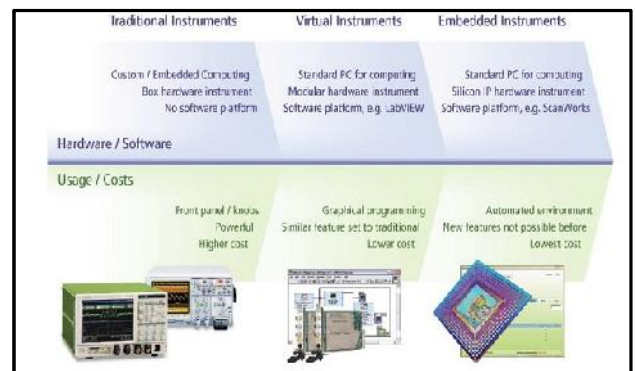 Traditional Instruments
Virtual Instruments
Embedded Instruments
Custom / Embedded Computing
Box hardware instrument
No software platform
Standard PC for computing
Modular hardware instrument
Software platform, e.g. LabVIEW
Standard PC for computing
Silicon IP hardware instrument
Software platform, e.g. ScanWorks
Hardware / Software
Usage / Costs
Front panel / knobs
Powerful
Higher cost
Graphical programming
Similar feature set to traditional
Lower cost
Automated environment
New features not possible before
Lowest cost